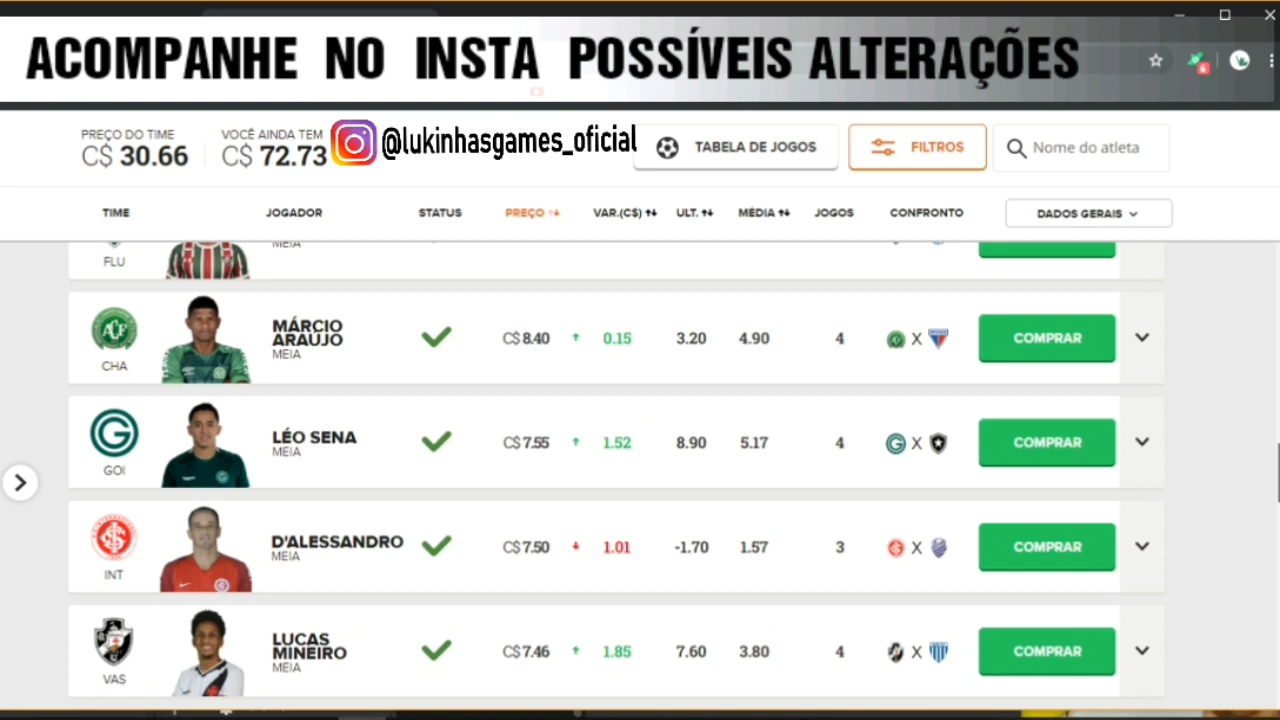 ACOMPANHE NO INSTA POSSÍVEIS ALTERAÇÕES
PREÇO DO TIME
C$ 30.66
VOCÊ AINDA TEM
C$ 72.73
@lukinhasgames_oficial
TABELA DE JOGOS
FILTROS
Nome do atleta
TIME JOGADOR STATUS PREÇO VAR.(C$) ULT. MÉDIA JOGOS CONFRONTO DADOS GERAIS
FLU MEIA
MÁRCIO ARAUJO
MEIA
CHA
C$ 8.40 0.15 3.20 4.90 4 X COMPRAR
LÉO SENA
MEIA
GOI
C$ 7.55 1.52 8.90 5.17 4 X COMPRAR
D'ALESSANDRO
MEIA
INT
C$ 7.50 1.01 -1.70 1.57 3 X COMPRAR
LUCAS MINEIRO
MEIA
VAS
C$ 7.46 1.85 7.60 3.80 4 X COMPRAR